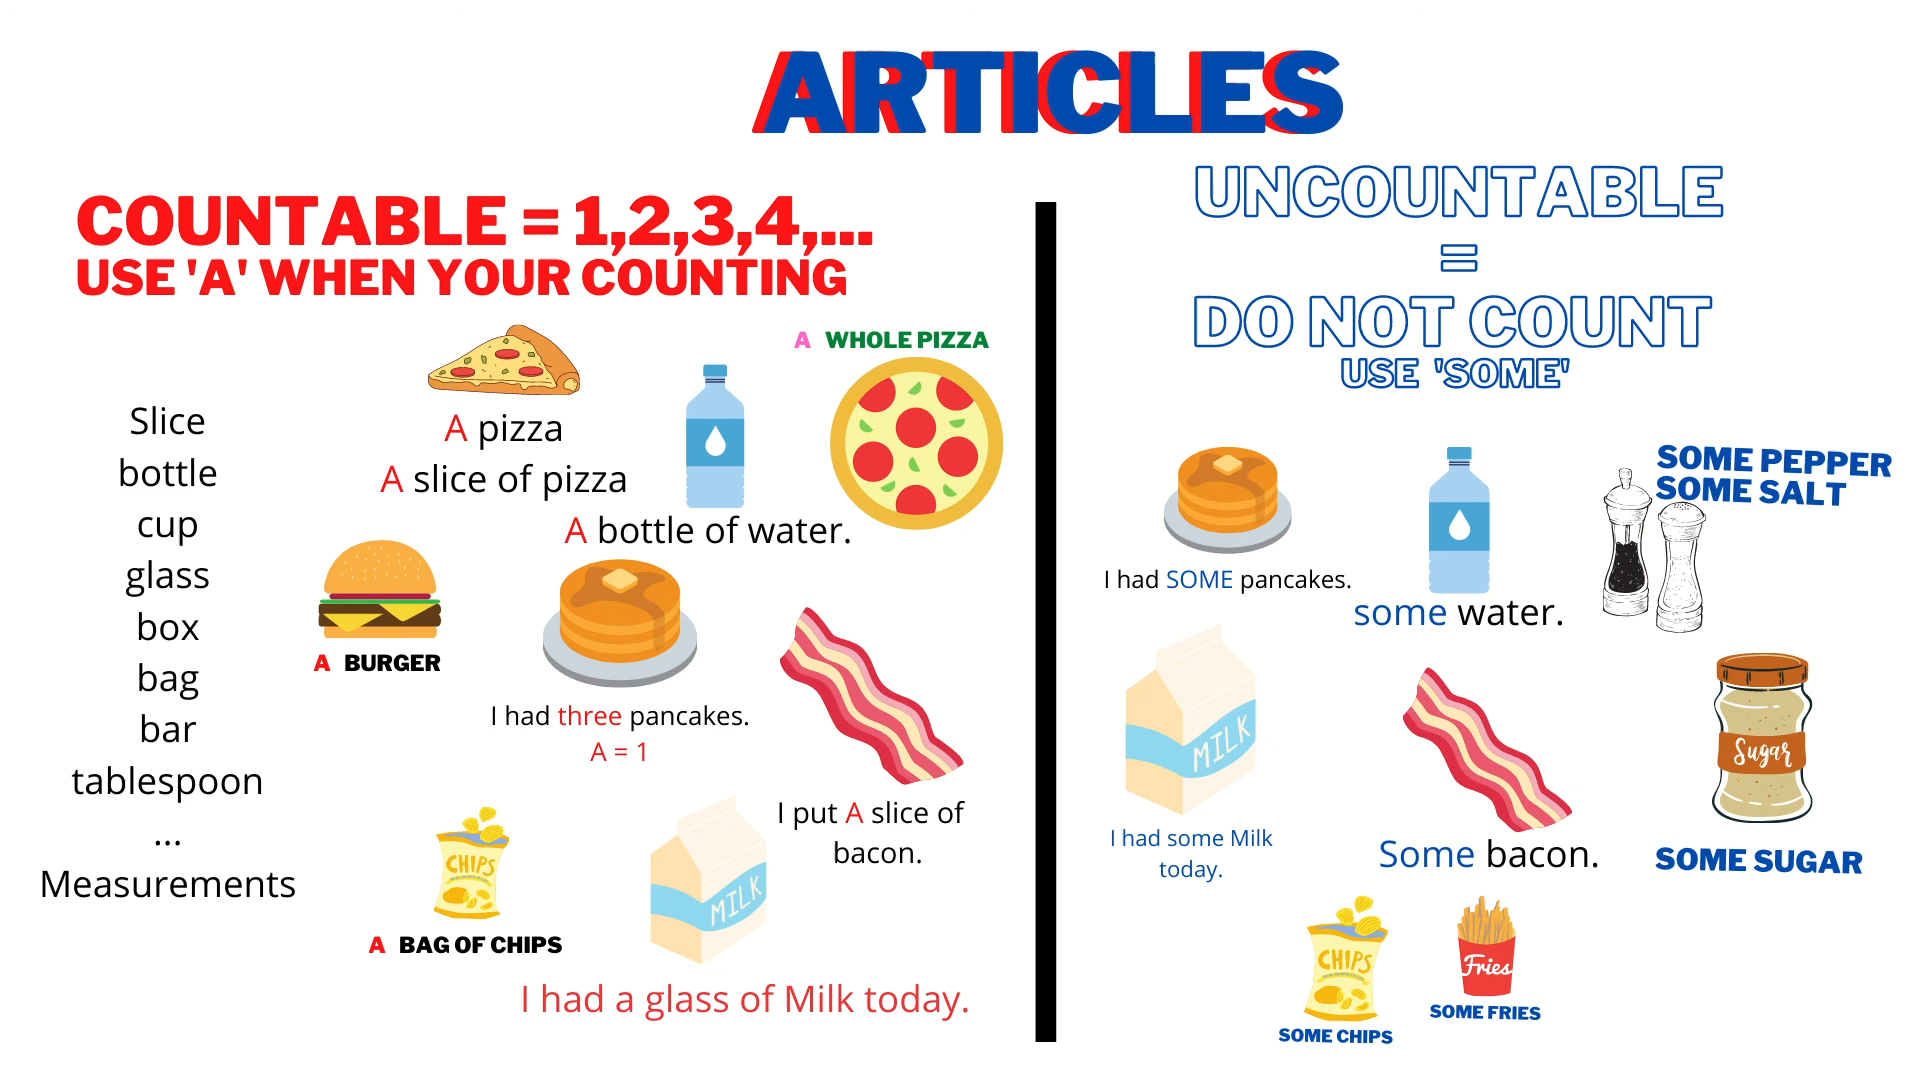 ARTICLES
COUNTABLE = 1,2,3,4,...
USE 'A' WHEN YOUR COUNTING
Slice
bottle
cup
glass
box
bag
bar
tablespoon
...
Measurements
A pizza
A slice of pizza
A WHOLE PIZZA
A bottle of water.
A BURGER
I had three pancakes.
A = 1
I put A slice of
bacon.
CHIPS
A BAG OF CHIPS
MILK
I had a glass of Milk today.
UNCOUNTABLE
=
DO NOT COUNT
USE 'SOME'
I had SOME pancakes.
some water.
SOME PEPPER
SOME SALT
MILK
I had some Milk
today.
Some bacon.
Sugar
SOME SUGAR
CHIPS
SOME CHIPS
Fries
SOME FRIES